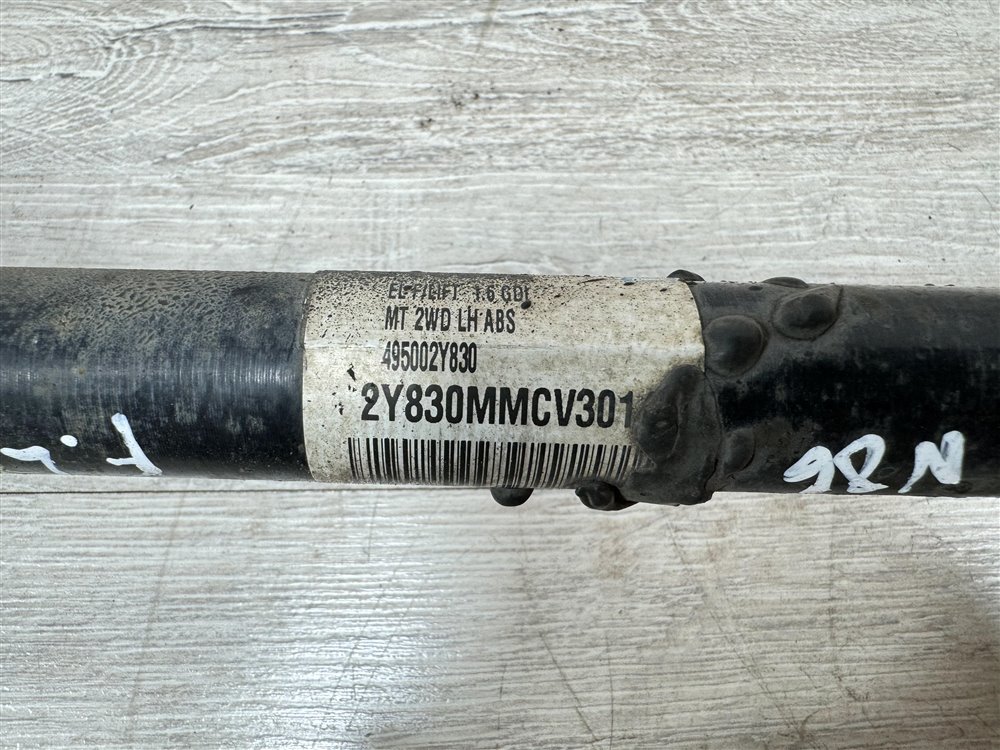 EL F/LIFT 1.6 GDI
MT 2WD LH ABS
495002Y830
2Y830MMCV301